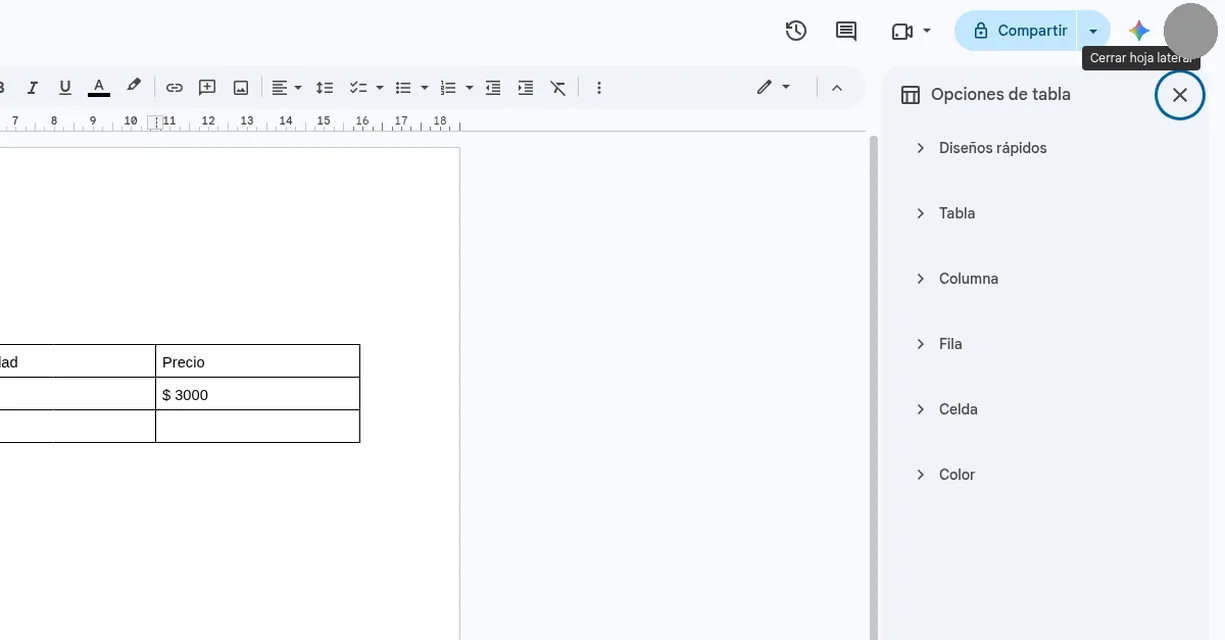 Compartir
Cerrar hoja lateral
Opciones de tabla
7 8 9 10 11 12 13 14 15 16 17 18
Diseños rápidos
Tabla
Columna
Fila
Celda
Color
dad Precio
$ 3000